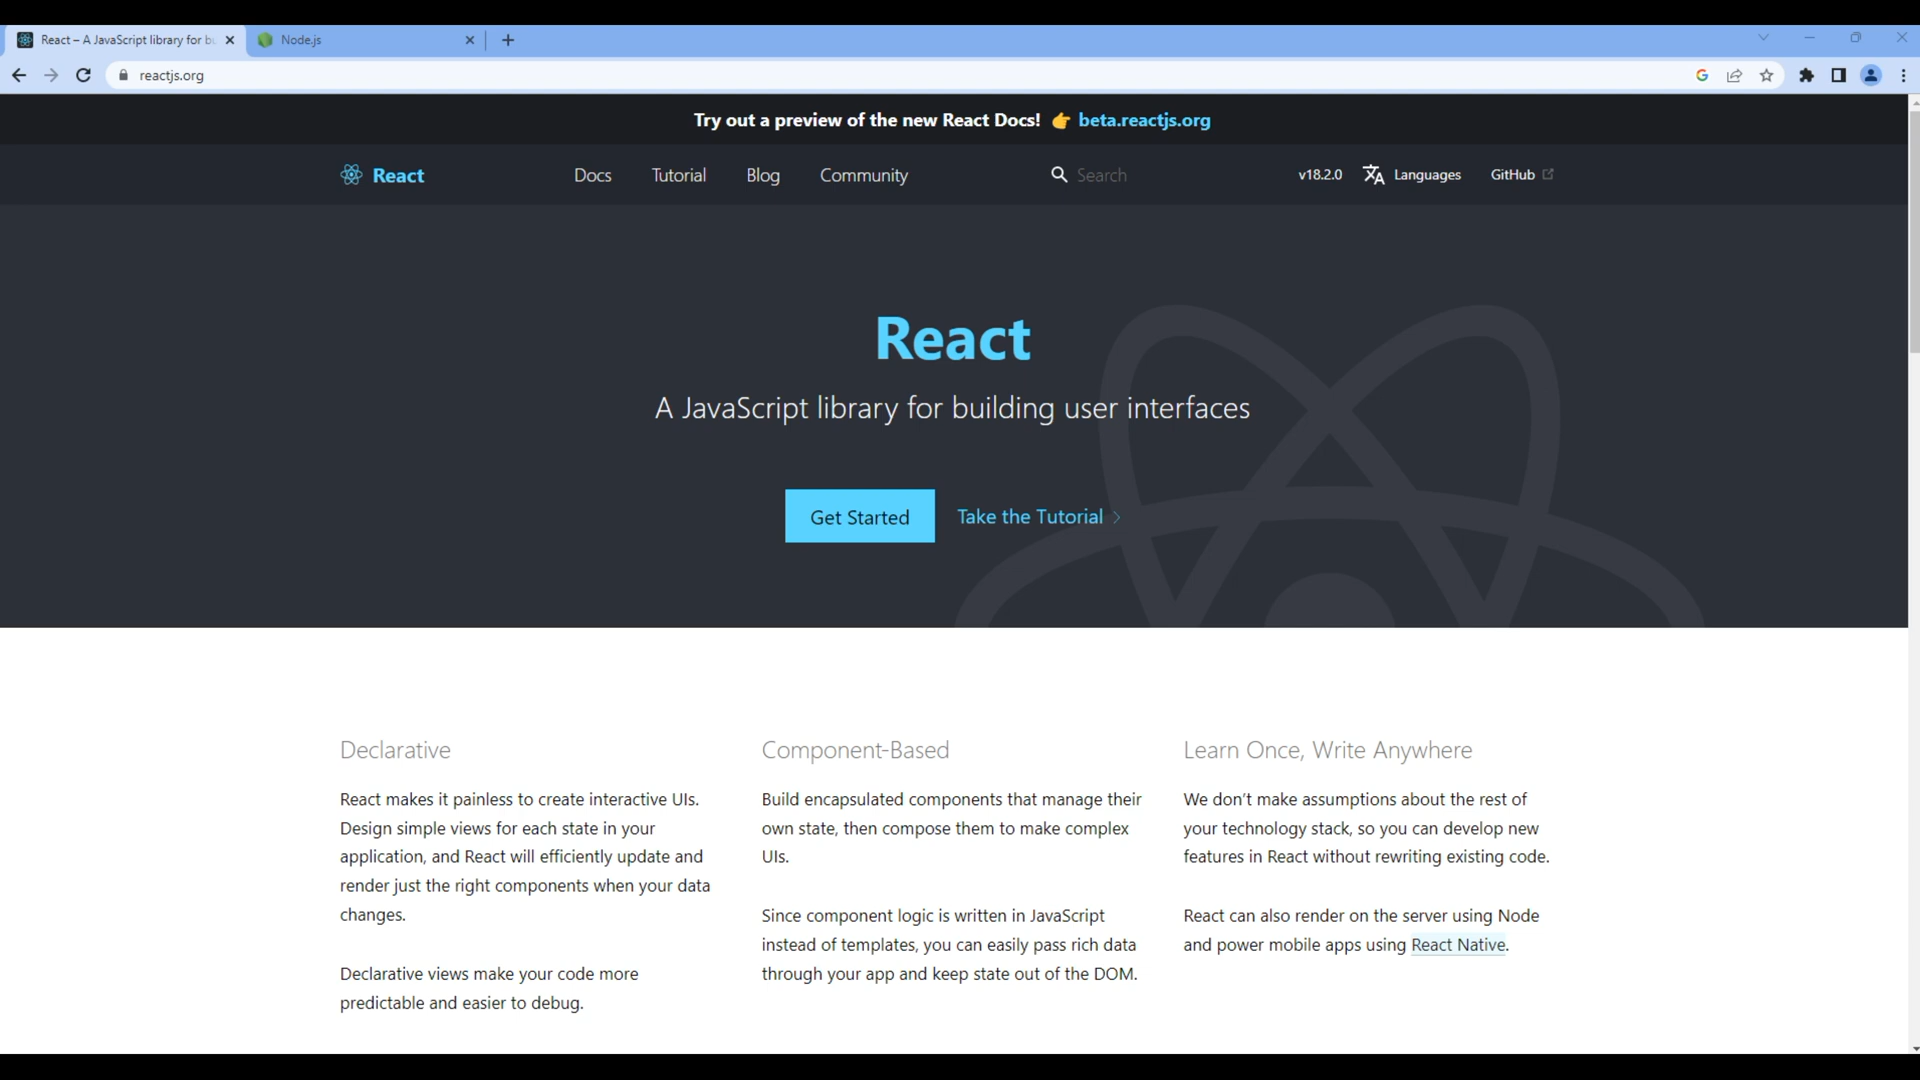 React – A JavaScript library for bu
Node.js
reactjs.org
Try out a preview of the new React Docs! 👉 beta.reactjs.org
React
Docs
Tutorial
Blog
Community
Search
v18.2.0
Languages
GitHub
React
A JavaScript library for building user interfaces
Get Started
Take the Tutorial
Declarative
React makes it painless to create interactive UIs.
Design simple views for each state in your
application, and React will efficiently update and
render just the right components when your data
changes.
Declarative views make your code more
predictable and easier to debug.
Component-Based
Build encapsulated components that manage their
own state, then compose them to make complex
UIs.
Since component logic is written in JavaScript
instead of templates, you can easily pass rich data
through your app and keep state out of the DOM.
Learn Once, Write Anywhere
We don't make assumptions about the rest of
your technology stack, so you can develop new
features in React without rewriting existing code.
React can also render on the server using Node
and power mobile apps using React Native.